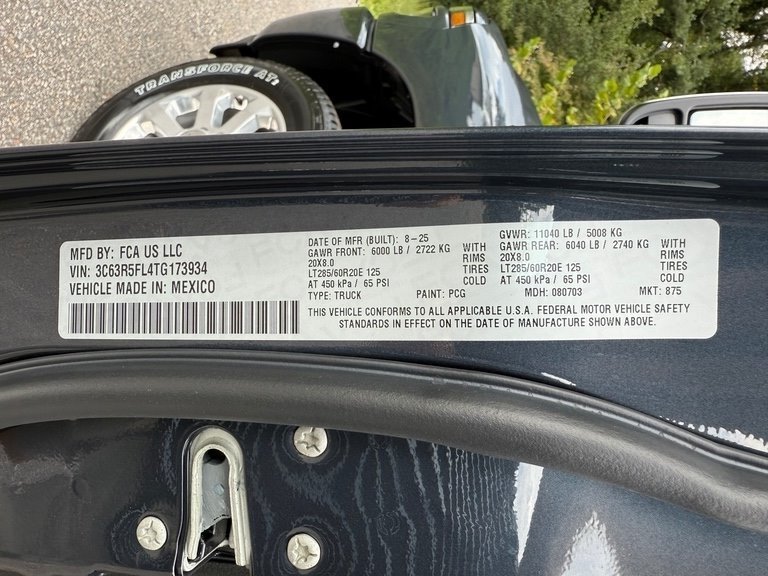 TRANSFORCE AT2
MFD BY: FCA US LLC
VIN: 3C63R5FL4TG173934
VEHICLE MADE IN: MEXICO
DATE OF MFR (BUILT): 8-25
GAWR FRONT: 6000 LB / 2722 KG WITH
20X8.0 RIMS
LT285/60R20E 125 TIRES
AT 450 kPa / 65 PSI COLD
TYPE: TRUCK PAINT: PCG
GVWR: 11040 LB / 5008 KG
GAWR REAR: 6040 LB / 2740 KG WITH
20X8.0 RIMS
LT285/60R20E 125 TIRES
AT 450 kPa / 65 PSI COLD
MDH: 080703 MKT: 875
THIS VEHICLE CONFORMS TO ALL APPLICABLE U.S.A. FEDERAL MOTOR VEHICLE SAFETY
STANDARDS IN EFFECT ON THE DATE OF MANUFACTURE SHOWN ABOVE.